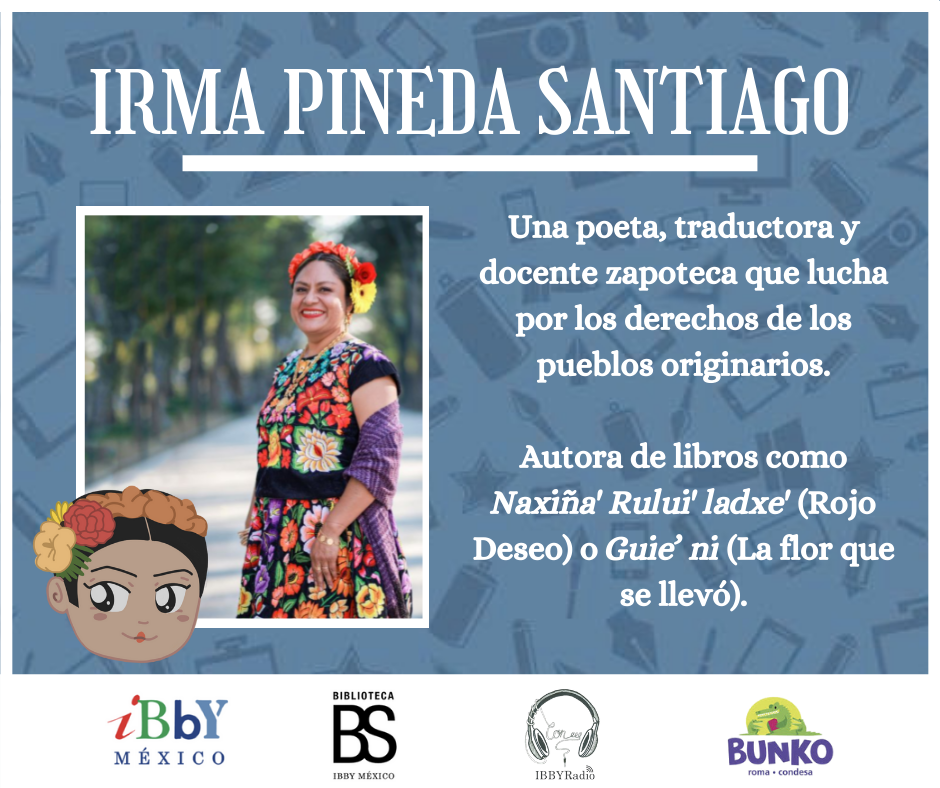 IRMA PINEDA SANTIAGO
Una poeta, traductora y
docente zapoteca que lucha
por los derechos de los
pueblos originarios.
Autora de libros como
Naxiña' Rului' ladxe' (Rojo
Deseo) o Guie’ ni (La flor que
se llevó).
iBbY
MÉXICO
BIBLIOTECA
BS
IBBY MÉXICO
IBBYRadio
BUNKO
roma • condesa